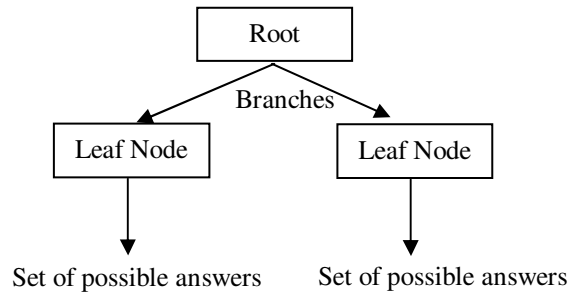 Root
Branches
Leaf Node
Leaf Node
Set of possible answers
Set of possible answers